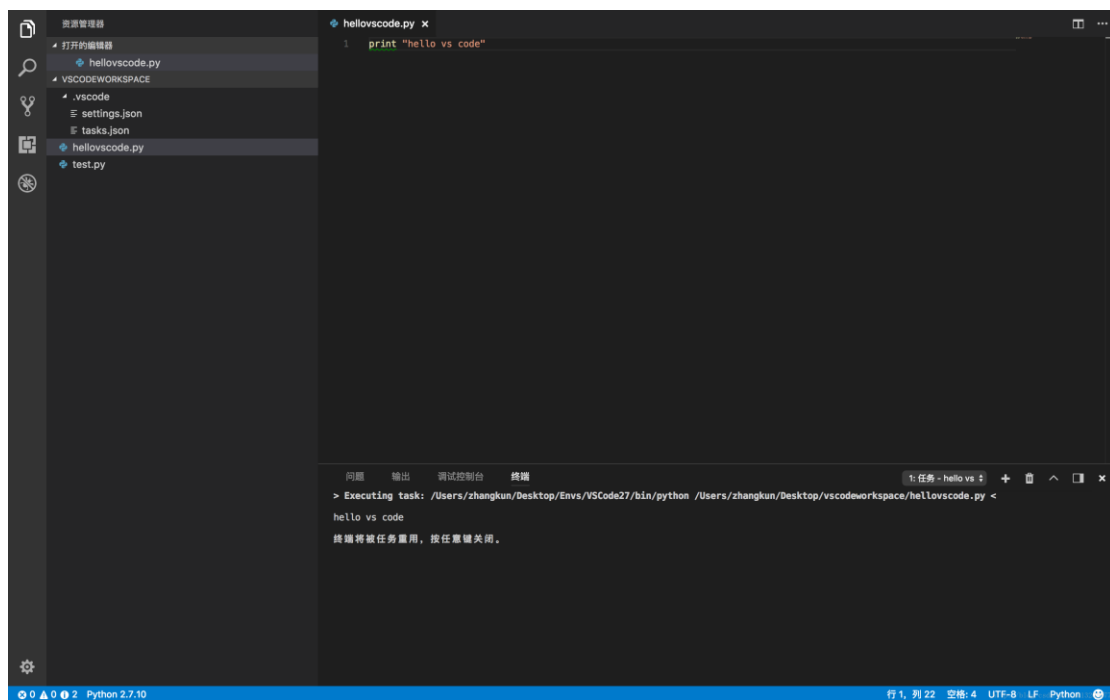 资源管理器
打开的编辑器
hellovscode.py
VSCODEWORKSPACE
.vscode
settings.json
tasks.json
hellovscode.py
test.py
hellovscode.py ×
1 print "hello vs code"
问题 输出 调试控制台 终端 1: 任务 - hello vs
> Executing task: /Users/zhangkun/Desktop/Envs/VSCode27/bin/python /Users/zhangkun/Desktop/vscodeworkspace/hellovscode.py <
hello vs code
终端将被任务重用，按任意键关闭。
0 0 2 Python 2.7.10 行 1，列 22 空格: 4 UTF-8 LF Python